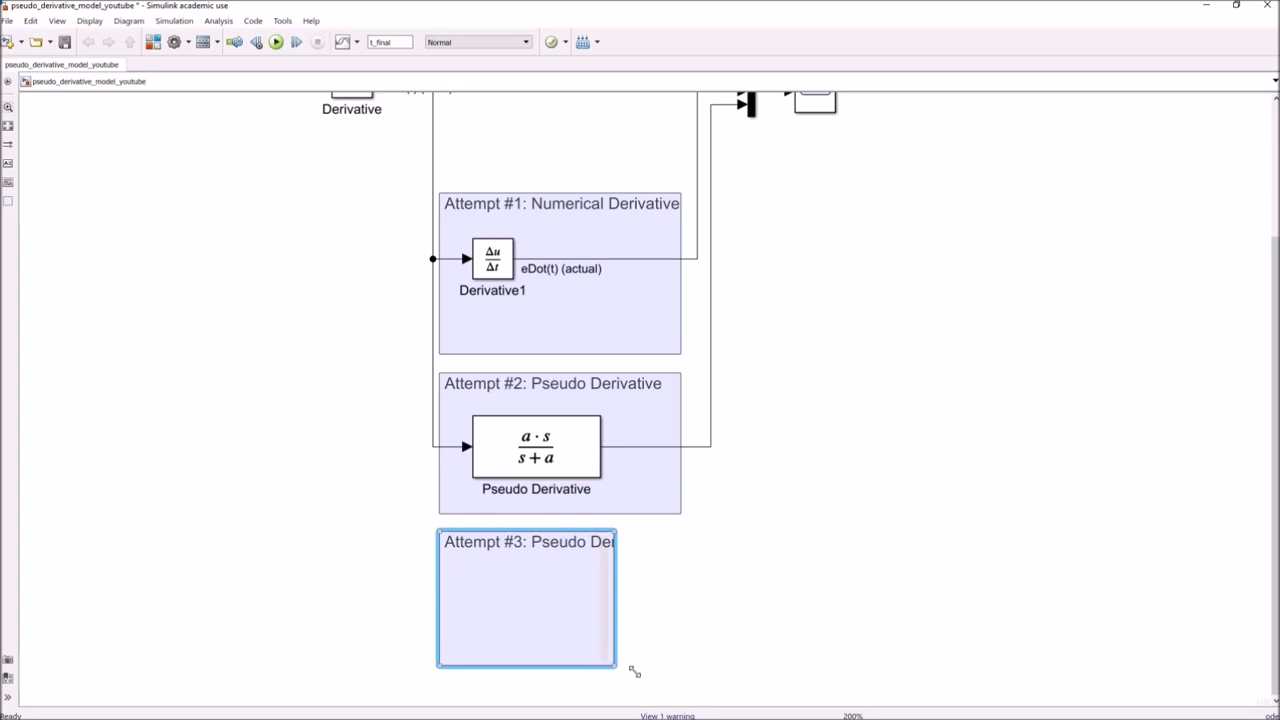 pseudo_derivative_model_youtube * - Simulink academic use
File Edit View Display Diagram Simulation Analysis Code Tools Help
t_final Normal
pseudo_derivative_model_youtube
pseudo_derivative_model_youtube
Derivative
Attempt #1: Numerical Derivative
Δu
Δt
eDot(t) (actual)
Derivative1
Attempt #2: Pseudo Derivative
a · s
s + a
Pseudo Derivative
Attempt #3: Pseudo Der
Ready View 1 warning 200%